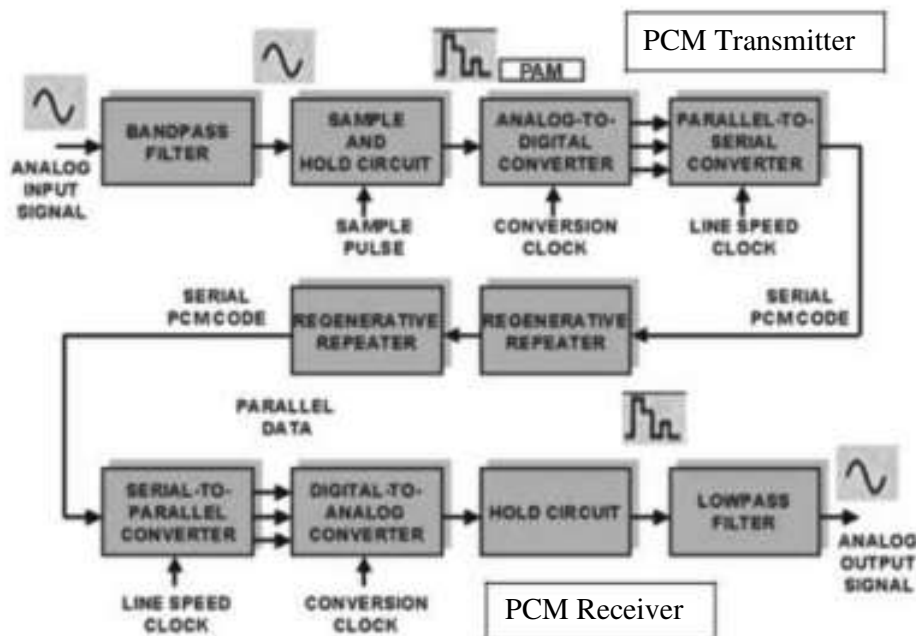 PCM Transmitter
PAM
BANDPASS
FILTER
SAMPLE
AND
HOLD CIRCUIT
ANALOG-TO-
DIGITAL
CONVERTER
PARALLEL-TO-
SERIAL
CONVERTER
ANALOG
INPUT
SIGNAL
SAMPLE
PULSE
CONVERSION
CLOCK
LINE SPEED
CLOCK
SERIAL
PCM CODE
REGENERATIVE
REPEATER
REGENERATIVE
REPEATER
SERIAL
PCM CODE
PARALLEL
DATA
SERIAL-TO-
PARALLEL
CONVERTER
DIGITAL-TO-
ANALOG
CONVERTER
HOLD CIRCUIT
LOWPASS
FILTER
ANALOG
OUTPUT
SIGNAL
LINE SPEED
CLOCK
CONVERSION
CLOCK
PCM Receiver